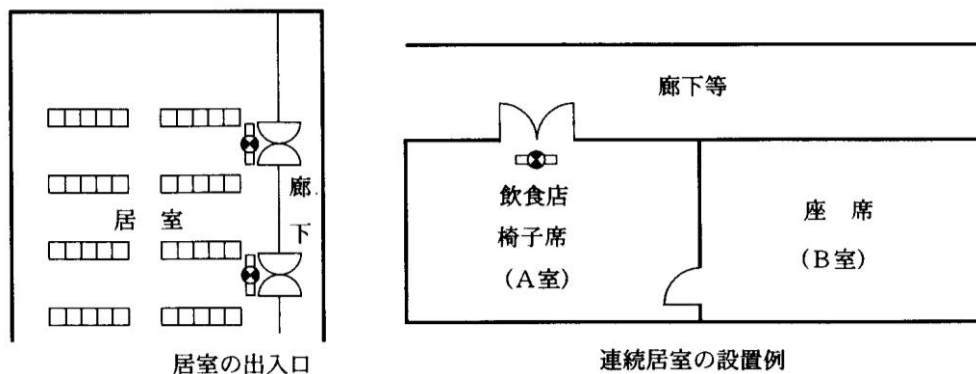 居室
廊下
居室の出入口
廊下等
飲食店
椅子席
(A室)
座席
(B室)
連続居室の設置例